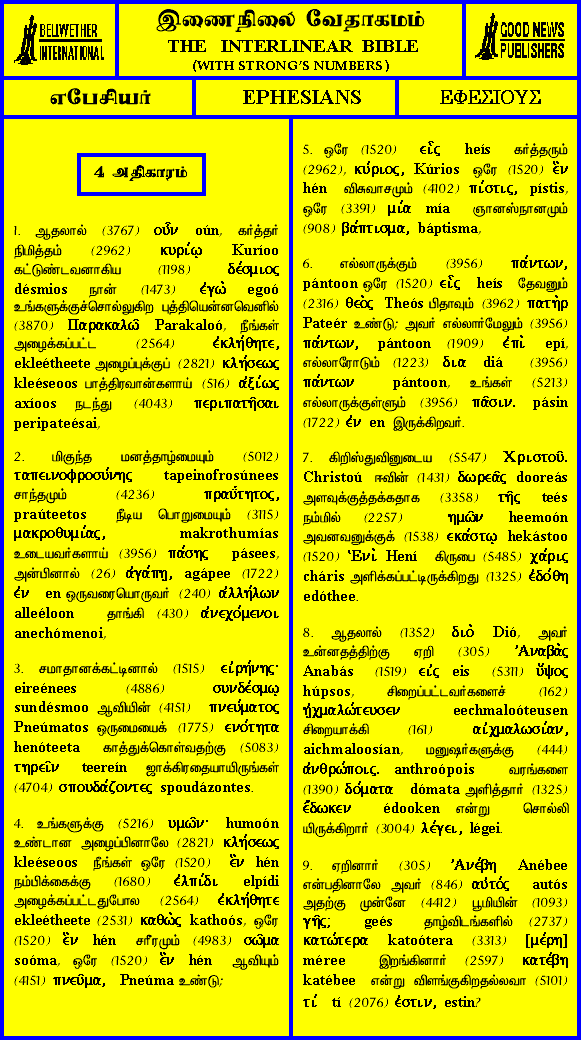 BELLWETHER
INTERNATIONAL
இணைநிலை வேதாகமம்
THE INTERLINEAR BIBLE
(WITH STRONG'S NUMBERS)
GOOD NEWS
PUBLISHERS
எபேசியர்
EPHESIANS
ΕΦΕΣΙΟΥΣ
4 அதிகாரம்
1. ஆதலால் (3767) οὖν oún, கர்த்தர்
நிமித்தம் (2962) κυρίῳ Kuríoo
கட்டுண்டவனாகிய (1198) δέσμιος
désmios நான் (1473) ἐγὼ egoó
உங்களுக்குச்சொல்லுகிற புத்தியென்னவெனில்
(3870) Παρακαλῶ Parakaloó, நீங்கள்
அழைக்கப்பட்ட (2564) ἐκλήθητε,
ekleétheete அழைப்புக்குப் (2821) κλήσεως
kleéseoos பாத்திரவான்களாய் (516) ἀξίως
axíoos நடந்து (4043) περιπατῆσαι
peripateésai,
2. மிகுந்த மனத்தாழ்மையும் (5012)
ταπεινοφροσύνης tapeinofrosúnees
சாந்தமும் (4236) πραΰτητος,
praúteetos நீடிய பொறுமையும் (3115)
μακροθυμίας, makrothumías
உடையவர்களாய் (3956) πάσης pásees,
அன்பினால் (26) ἀγάπῃ, agápee (1722)
ἐν en ஒருவரையொருவர் (240) ἀλλήλων
alleéloon தாங்கி (430) ἀνεχόμενοι
anechómenoi,
3. சமாதானக்கட்டினால் (1515) εἰρήνης·
eireénees (4886) συνδέσμῳ
sundésmoo ஆவியின் (4151) πνεύματος
Pneúmatos ஒருமையைக் (1775) ἑνότητα
henóteeta காத்துக்கொள்வதற்கு (5083)
τηρεῖν teereín ஜாக்கிரதையாயிருங்கள்
(4704) σπουδάζοντες spoudázontes.
4. உங்களுக்கு (5216) υμῶν· humoón
உண்டான அழைப்பினாலே (2821) κλήσεως
kleéseoos நீங்கள் ஒரே (1520) ἓν hén
நம்பிக்கைக்கு (1680) ἐλπίδι elpídi
அழைக்கப்பட்டதுபோல (2564) ἐκλήθητε
ekleétheete (2531) καθὼς kathoós, ஒரே
(1520) ἓν hén சரீரமும் (4983) σῶμα
soóma, ஒரே (1520) ἓν hén ஆவியும்
(4151) πνεῦμα, Pneúma உண்டு;
5. ஒரே (1520) εἷς heís கர்த்தரும்
(2962), κύριος, Kúrios ஒரே (1520) ἓν
hén விசுவாசமும் (4102) πίστις, pístis,
ஒரே (3391) μία mía ஞானஸ்நானமும்
(908) βάπτισμα, báptisma,
6. எல்லாருக்கும் (3956) πάντων,
pántoon ஒரே (1520) εἷς heís தேவனும்
(2316) θεὸς Theós பிதாவும் (3962) πατὴρ
Pateér உண்டு; அவர் எல்லார்மேலும் (3956)
πάντων, pántoon (1909) ἐπὶ epí,
எல்லாரோடும் (1223) δια diá (3956)
πάντων pántoon, உங்கள் (5213)
எல்லாருக்குள்ளும் (3956) πᾶσιν. pásin
(1722) ἐν en இருக்கிறவர்.
7. கிறிஸ்துவினுடைய (5547) Χριστοῦ.
Christoú ஈவின் (1431) δωρεᾶς dooreás
அளவுக்குத்தக்கதாக (3358) τῆς teés
நம்மில் (2257) ημῶν heemoón
அவனவனுக்குக் (1538) ἑκάστῳ hekástoo
(1520) Ἑνὶ Hení கிருபை (5485) χάρις
cháris அளிக்கப்பட்டிருக்கிறது (1325) ἐδόθη
edóthee.
8. ஆதலால் (1352) διὸ Dió, அவர்
உன்னதத்திற்கு ஏறி (305) Ἀναβὰς
Anabás (1519) εἰς eis (5311) ὕψος
húpsos, சிறைப்பட்டவர்களைச் (162)
ᾐχμαλώτευσεν eechmaloóteusen
சிறையாக்கி (161) αἰχμαλωσίαν,
aichmaloosían, மனுஷர்களுக்கு (444)
ἀνθρώποις. anthroópois வரங்களை
(1390) δόματα dómata அளித்தார் (1325)
ἔδωκεν édooken என்று சொல்லி
யிருக்கிறார் (3004) λέγει, légei.
9. ஏறினார் (305) Ἀνέβη Anébee
என்பதினாலே அவர் (846) αὐτός autós
அதற்கு முன்னே (4412) பூமியின் (1093)
γῆς; geés தாழ்விடங்களில் (2737)
κατώτερα katoótera (3313) [μέρη]
méree இறங்கினார் (2597) κατέβη
katébee என்று விளங்குகிறதல்லவா (5101)
τί tí (2076) ἐστιν, estin?